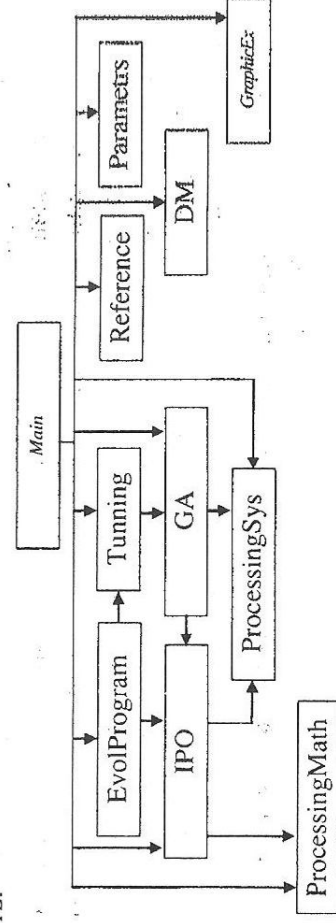 Main
EvolProgram
Tunning
Reference
Parametrs
IPO
GA
DM
ProcessingSys
ProcessingMath
GraphicEx